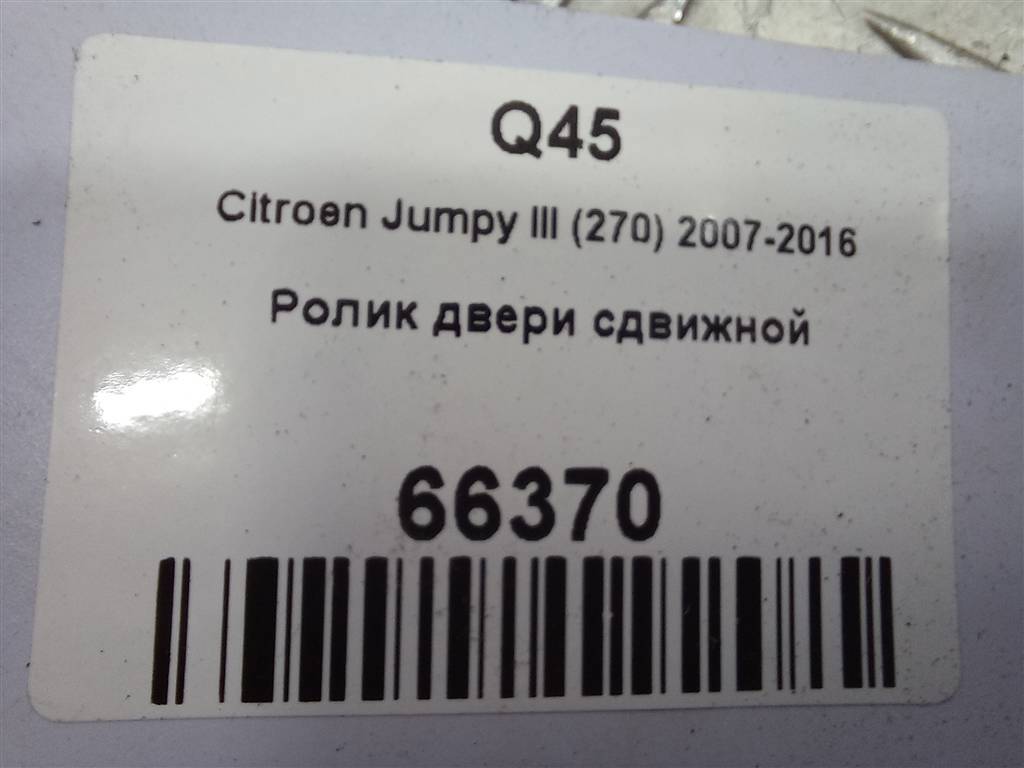 Q45
Citroen Jumpy III (270) 2007-2016
Ролик двери сдвижной
66370